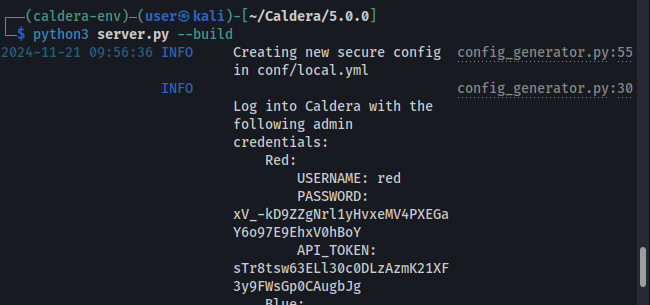 (caldera-env)–(user㉿kali)-[~/Caldera/5.0.0]
$ python3 server.py --build
2024-11-21 09:56:36 INFO Creating new secure config config_generator.py:55
in conf/local.yml
INFO config_generator.py:30
Log into Caldera with the
following admin
credentials:
Red:
USERNAME: red
PASSWORD:
xV_-kD9ZZgNrl1yHvxeMV4PXEGa
Y6o97E9EhxV0hBoY
API_TOKEN:
sTr8tsw63ELl30c0DLzAzmK21XF
3y9FWsGp0CAugbJg
Blue: